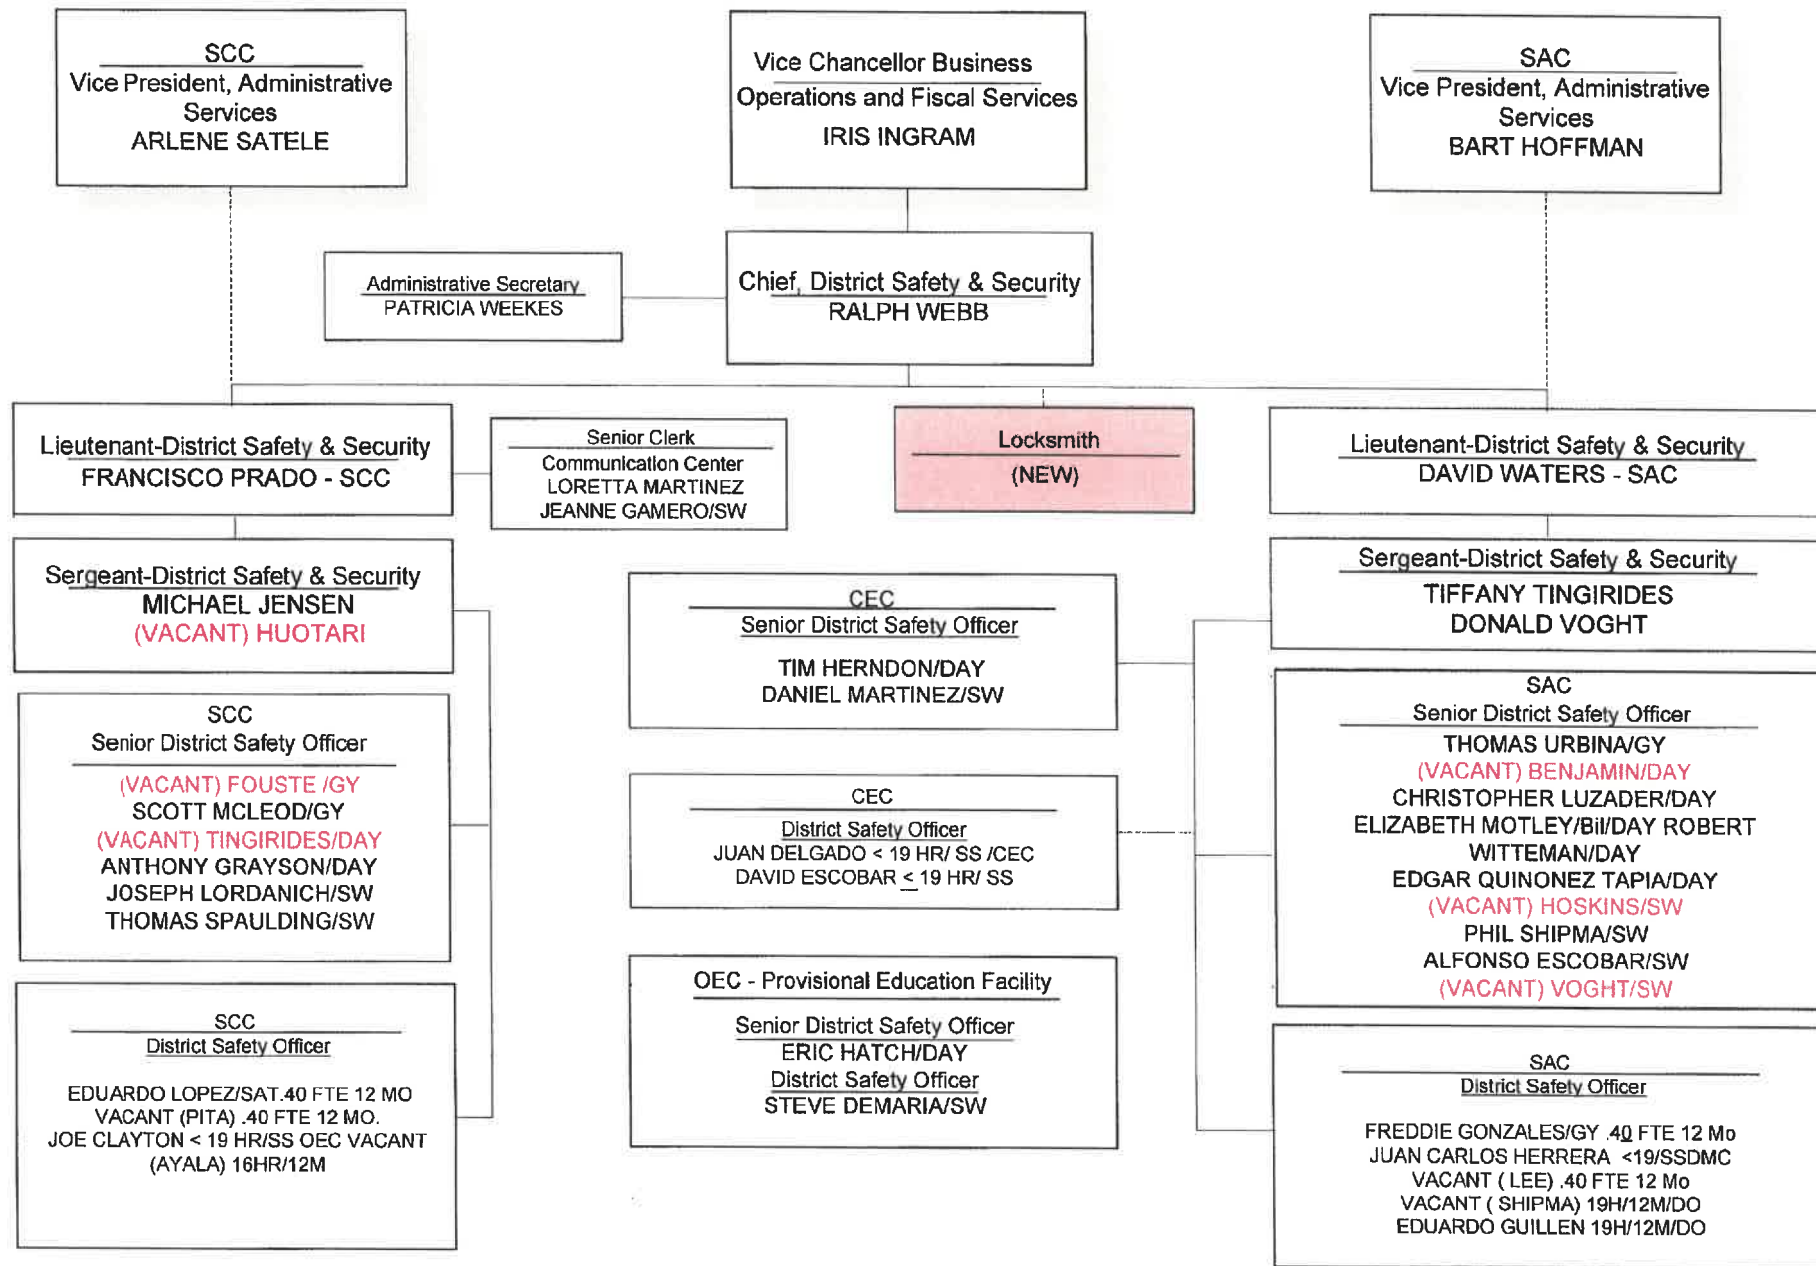 SCC
Vice President, Administrative
Services
ARLENE SATELE
Vice Chancellor Business
Operations and Fiscal Services
IRIS INGRAM
SAC
Vice President, Administrative
Services
BART HOFFMAN
Administrative Secretary
PATRICIA WEEKES
Chief, District Safety & Security
RALPH WEBB
Lieutenant-District Safety & Security
FRANCISCO PRADO - SCC
Senior Clerk
Communication Center
LORETTA MARTINEZ
JEANNE GAMERO/SW
Locksmith
(NEW)
Lieutenant-District Safety & Security
DAVID WATERS - SAC
Sergeant-District Safety & Security
MICHAEL JENSEN
(VACANT) HUOTARI
CEC
Senior District Safety Officer
TIM HERNDON/DAY
DANIEL MARTINEZ/SW
Sergeant-District Safety & Security
TIFFANY TINGIRIDES
DONALD VOGHT
SCC
Senior District Safety Officer
(VACANT) FOUSTE /GY
SCOTT MCLEOD/GY
(VACANT) TINGIRIDES/DAY
ANTHONY GRAYSON/DAY
JOSEPH LORDANICH/SW
THOMAS SPAULDING/SW
CEC
District Safety Officer
JUAN DELGADO < 19 HR/ SS /CEC
DAVID ESCOBAR < 19 HR/ SS
SAC
Senior District Safety Officer
THOMAS URBINA/GY
(VACANT) BENJAMIN/DAY
CHRISTOPHER LUZADER/DAY
ELIZABETH MOTLEY/Bil/DAY ROBERT
WITTEMAN/DAY
EDGAR QUINONEZ TAPIA/DAY
(VACANT) HOSKINS/SW
PHIL SHIPMA/SW
ALFONSO ESCOBAR/SW
(VACANT) VOGHT/SW
OEC - Provisional Education Facility
Senior District Safety Officer
ERIC HATCH/DAY
District Safety Officer
STEVE DEMARIA/SW
SCC
District Safety Officer
EDUARDO LOPEZ/SAT.40 FTE 12 MO
VACANT (PITA) .40 FTE 12 MO.
JOE CLAYTON < 19 HR/SS OEC VACANT
(AYALA) 16HR/12M
SAC
District Safety Officer
FREDDIE GONZALES/GY .40 FTE 12 Mo
JUAN CARLOS HERRERA <19/SSDMC
VACANT ( LEE) .40 FTE 12 Mo
VACANT ( SHIPMA) 19H/12M/DO
EDUARDO GUILLEN 19H/12M/DO